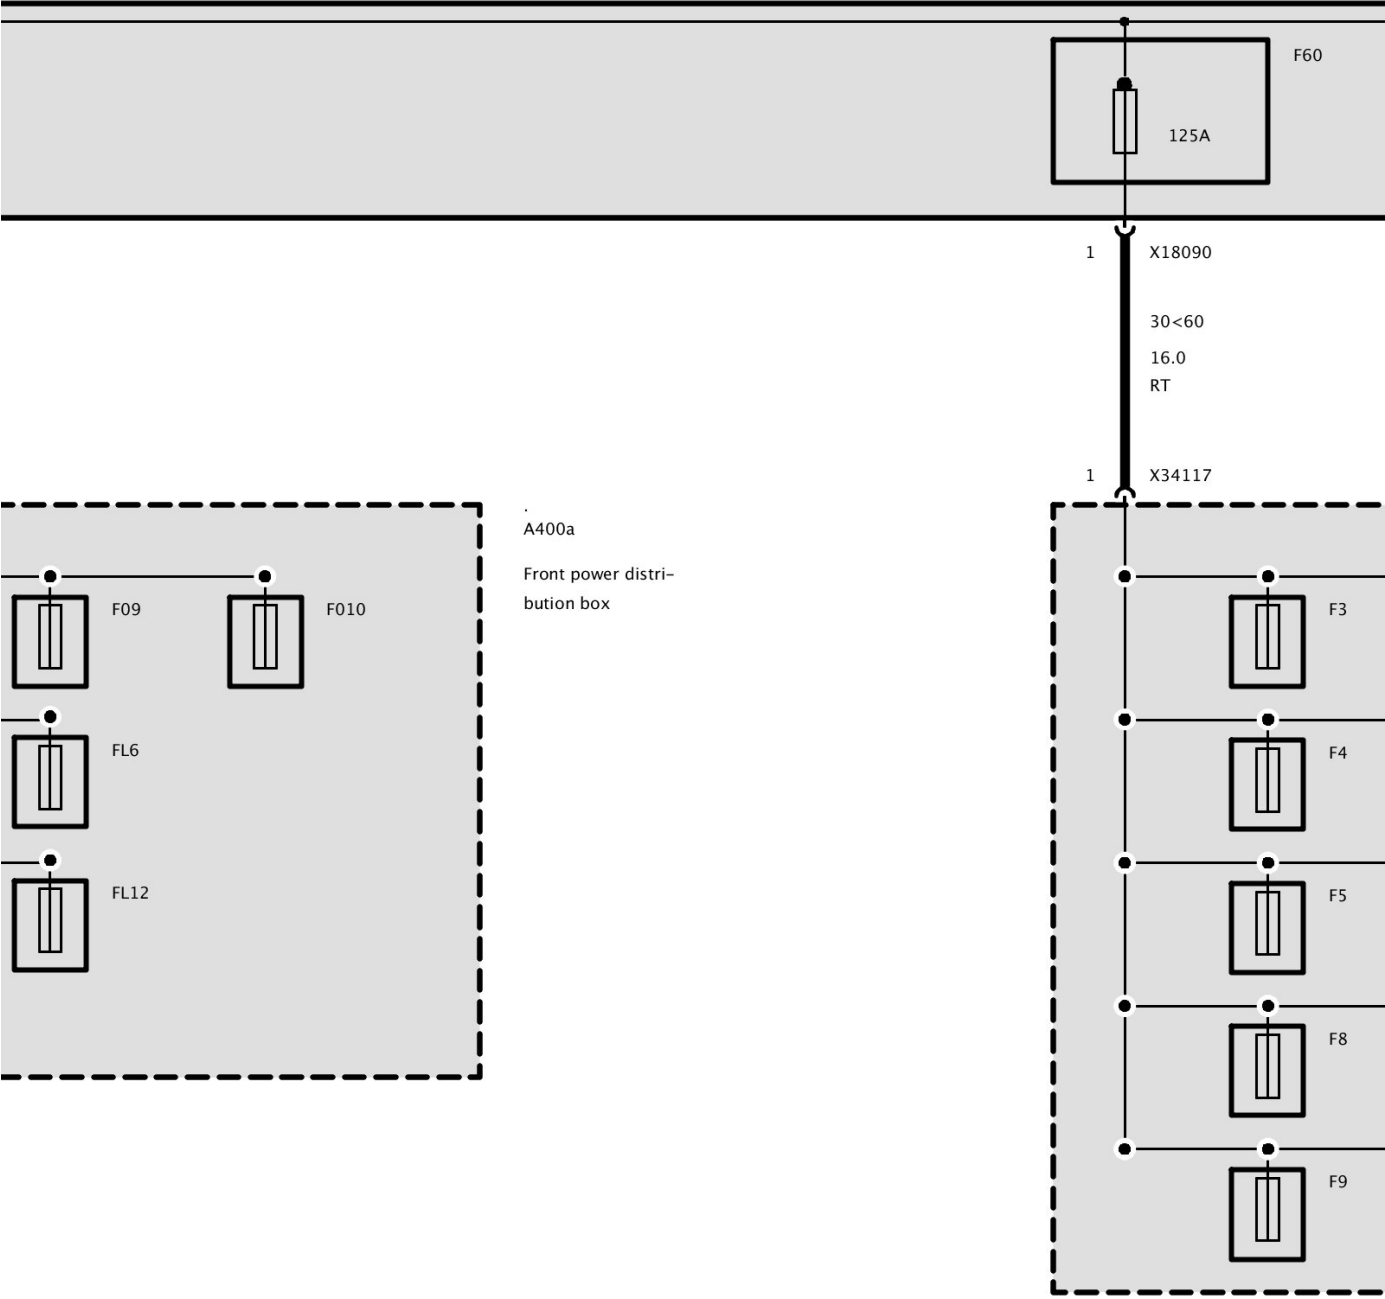 F60
125A
1 X18090
30<60
16.0
RT
1 X34117
.
A400a
Front power distri-
bution box
F09 F010
FL6
FL12
F3
F4
F5
F8
F9